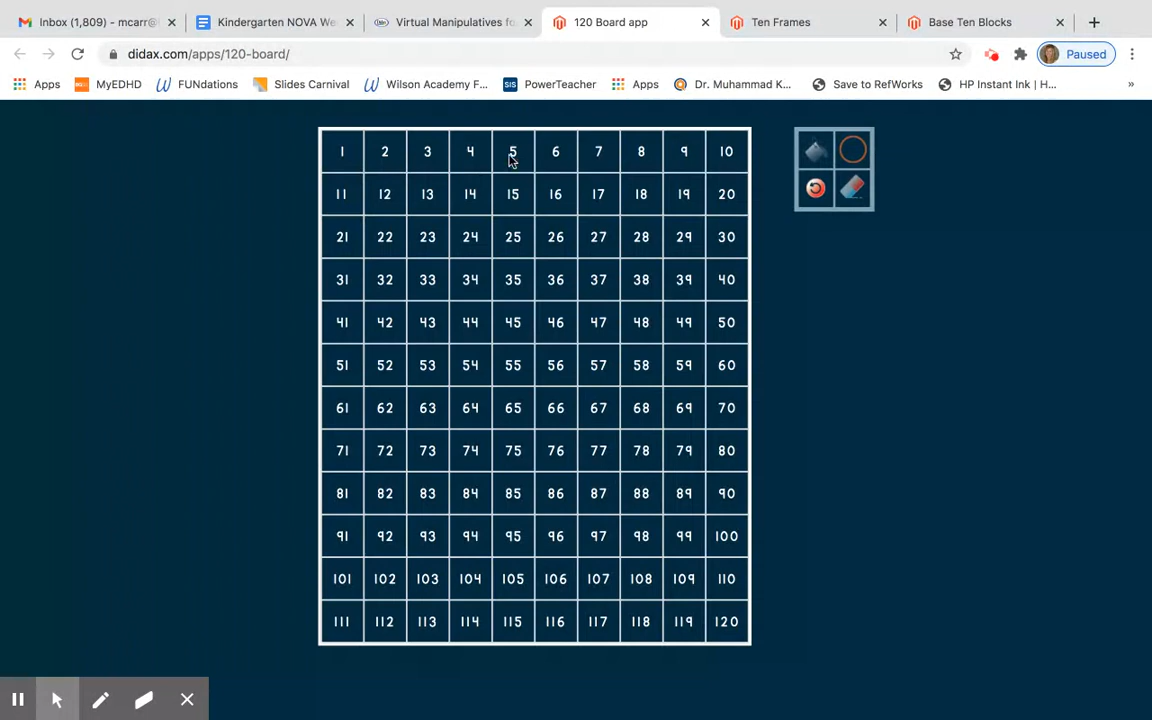 Inbox (1,809) – mcarr@ Kindergarten NOVA We Virtual Manipulatives fo 120 Board app Ten Frames Base Ten Blocks
didax.com/apps/120-board/ Paused
Apps MyEDHD FUNdations Slides Carnival Wilson Academy F... SIS PowerTeacher Apps Dr. Muhammad K... Save to RefWorks HP Instant Ink | H... »
1 2 3 4 5 6 7 8 9 10
11 12 13 14 15 16 17 18 19 20
21 22 23 24 25 26 27 28 29 30
31 32 33 34 35 36 37 38 39 40
41 42 43 44 45 46 47 48 49 50
51 52 53 54 55 56 57 58 59 60
61 62 63 64 65 66 67 68 69 70
71 72 73 74 75 76 77 78 79 80
81 82 83 84 85 86 87 88 89 90
91 92 93 94 95 96 97 98 99 100
101 102 103 104 105 106 107 108 109 110
111 112 113 114 115 116 117 118 119 120